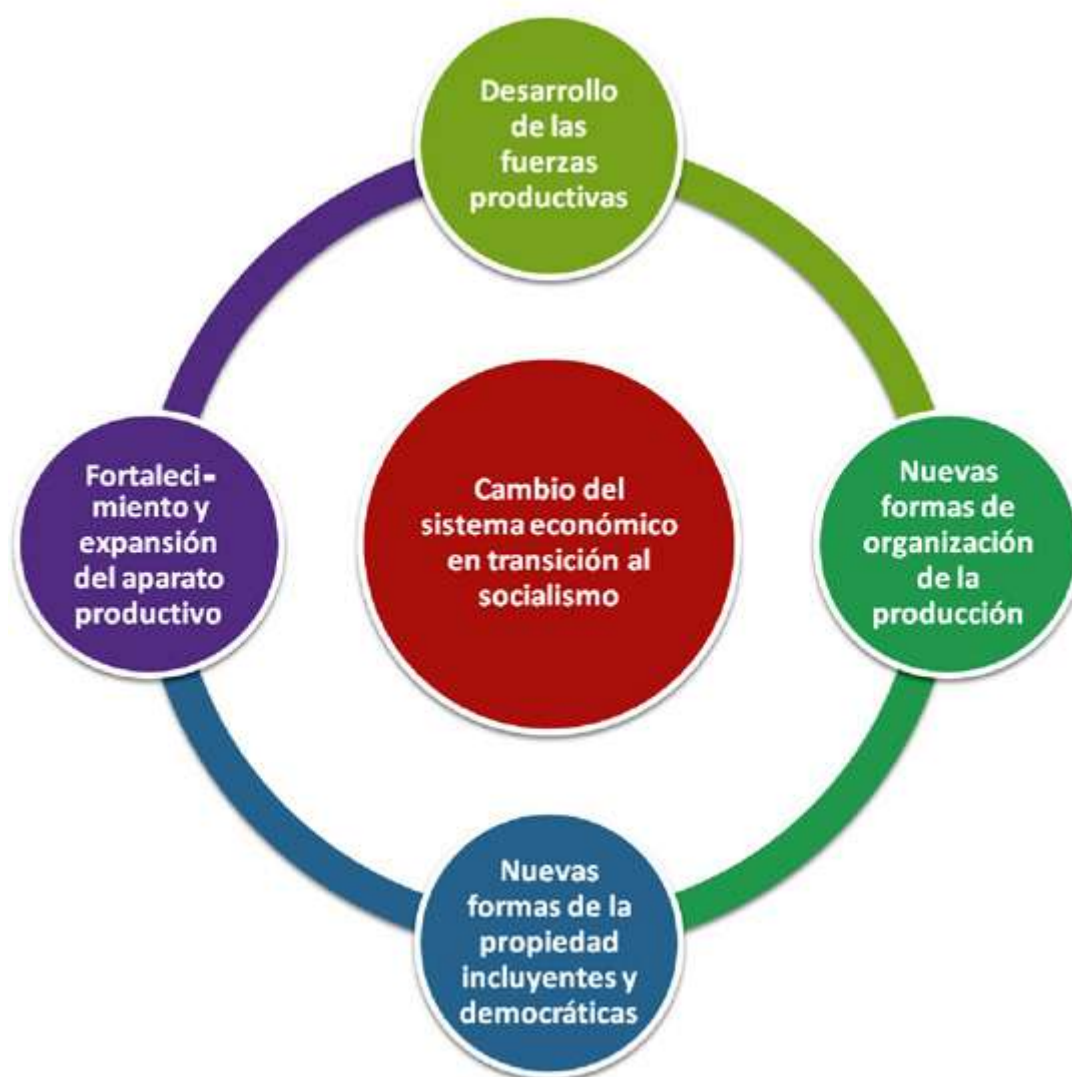 Desarrollo
de las
fuerzas
productivas
Nuevas
formas de
organización
de la
producción
Nuevas
formas de la
propiedad
incluyentes y
democráticas
Fortaleci-
miento y
expansión
del aparato
productivo
Cambio del
sistema económico
en transición al
socialismo